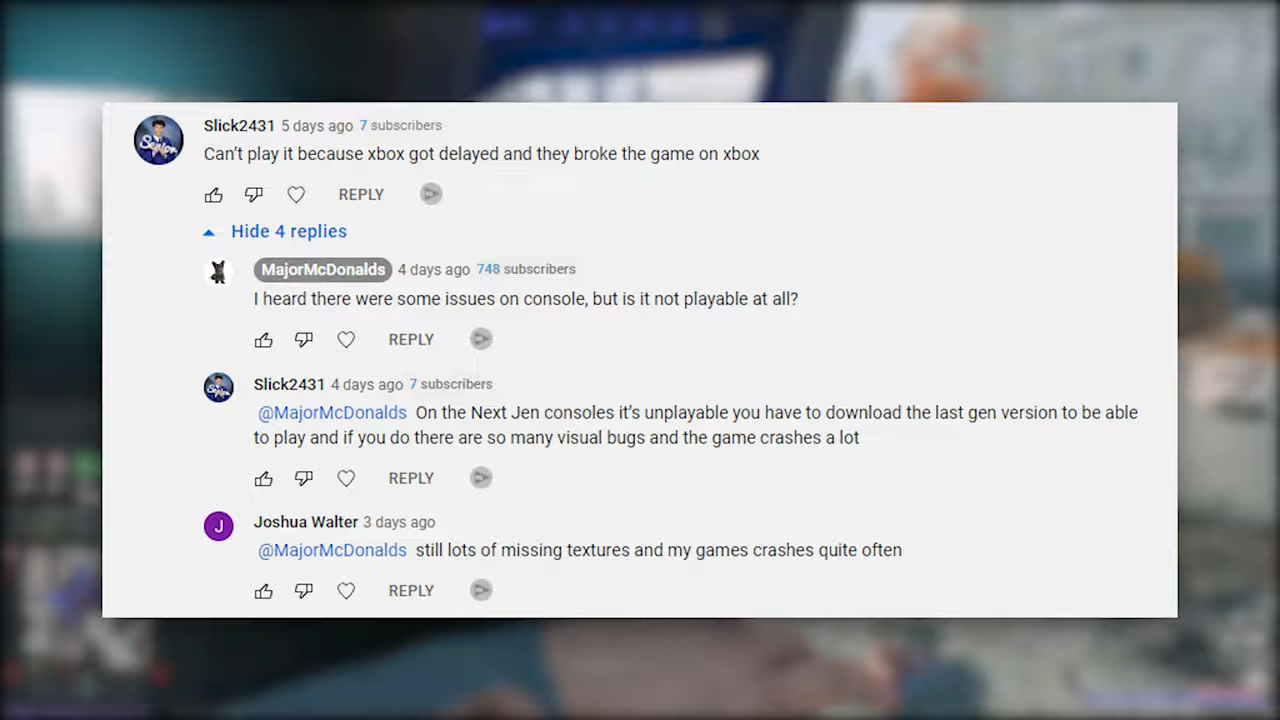 Slick2431 5 days ago 7 subscribers
Can't play it because xbox got delayed and they broke the game on xbox
REPLY
Hide 4 replies
MajorMcDonalds 4 days ago 748 subscribers
I heard there were some issues on console, but is it not playable at all?
REPLY
Slick2431 4 days ago 7 subscribers
@MajorMcDonalds On the Next Jen consoles it's unplayable you have to download the last gen version to be able
to play and if you do there are so many visual bugs and the game crashes a lot
REPLY
J
Joshua Walter 3 days ago
@MajorMcDonalds still lots of missing textures and my games crashes quite often
REPLY